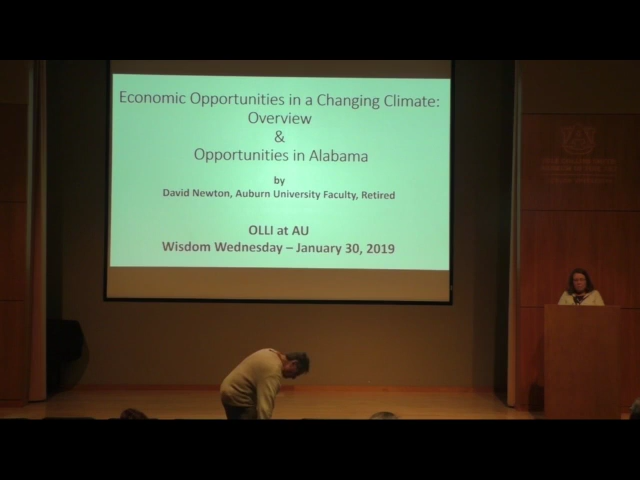 Economic Opportunities in a Changing Climate:
Overview
&
Opportunities in Alabama
by
David Newton, Auburn University Faculty, Retired
OLLI at AU
Wisdom Wednesday – January 30, 2019